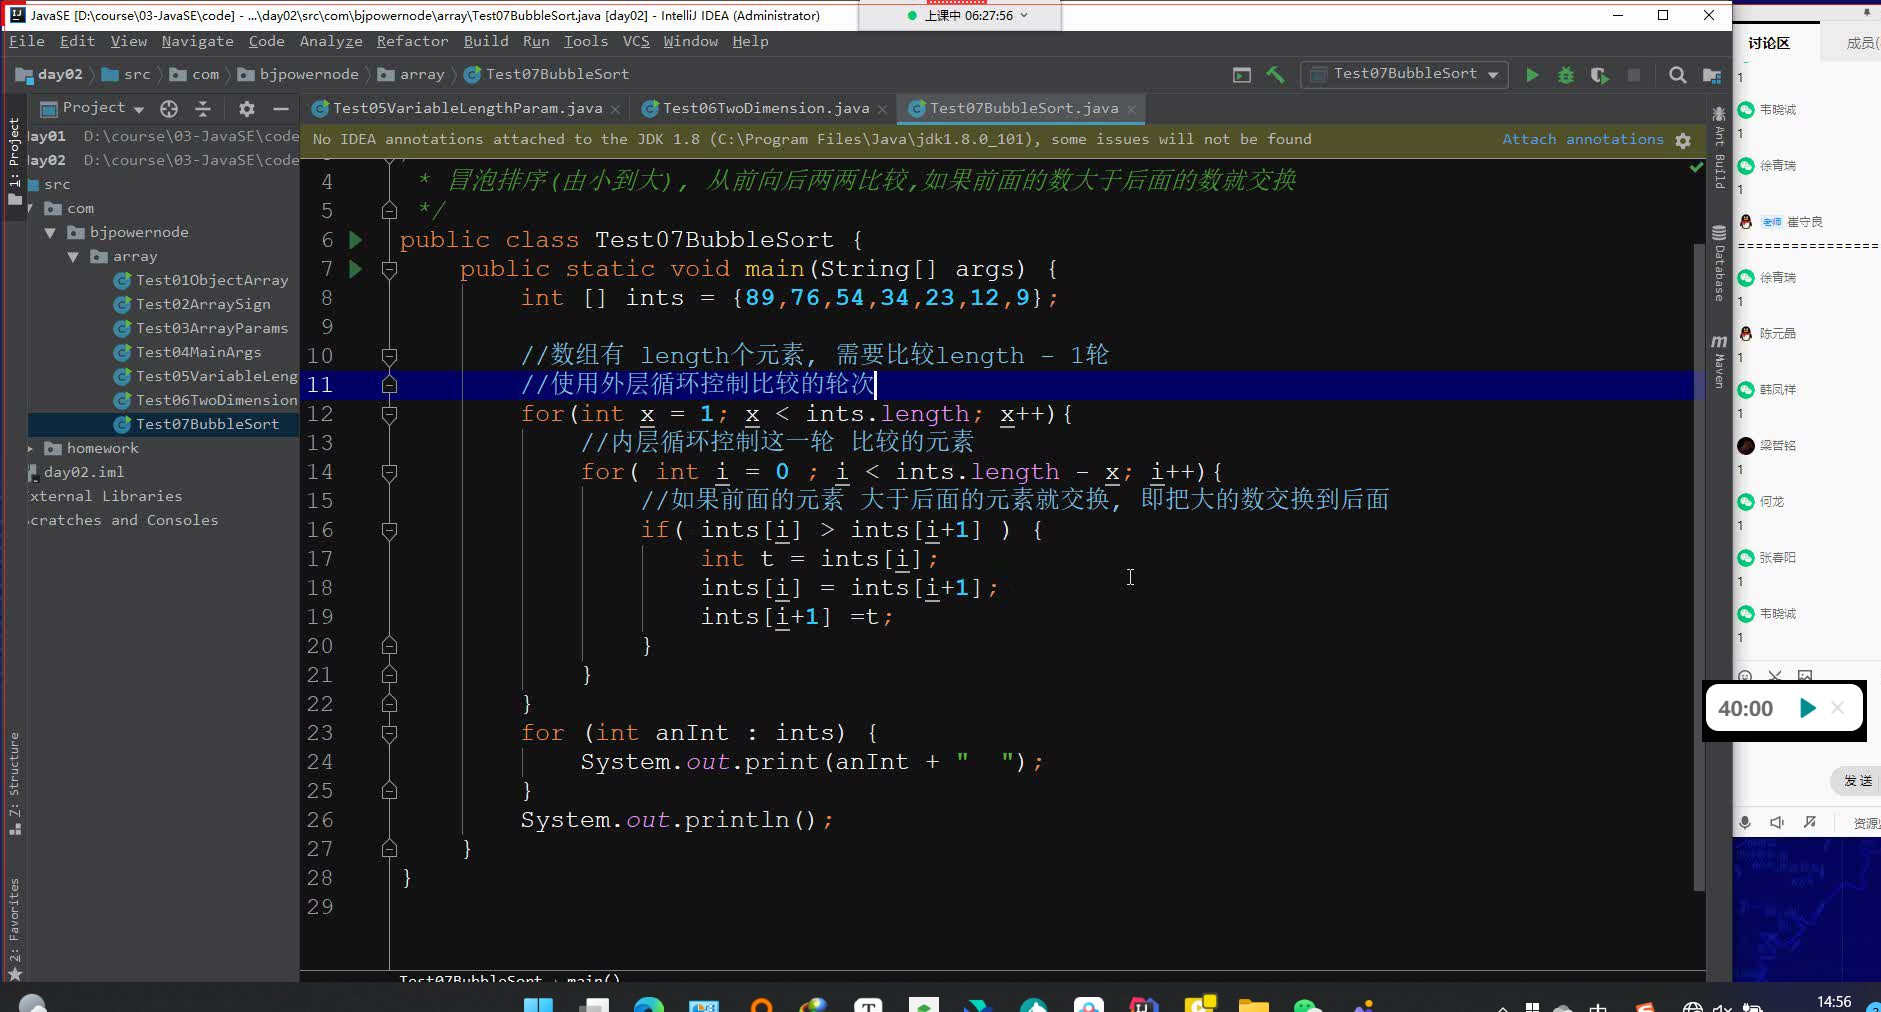 JavaSE [D:\course\03-JavaSE\code] - ...\day02\src\com\bjpowernode\array\Test07BubbleSort.java [day02] - IntelliJ IDEA (Administrator)
上课中 06:27:56
File Edit View Navigate Code Analyze Refactor Build Run Tools VCS Window Help
day02 src com bjpowernode array Test07BubbleSort
Test07BubbleSort
Project
Test05VariableLengthParam.java
Test06TwoDimension.java
Test07BubbleSort.java
No IDEA annotations attached to the JDK 1.8 (C:\Program Files\Java\jdk1.8.0_101), some issues will not be found
Attach annotations
1: Project
7: Structure
2: Favorites
day01 D:\course\03-JavaSE\code
day02 D:\course\03-JavaSE\code
src
com
bjpowernode
array
Test01ObjectArray
Test02ArraySign
Test03ArrayParams
Test04MainArgs
Test05VariableLeng
Test06TwoDimension
Test07BubbleSort
homework
day02.iml
xternal Libraries
cratches and Consoles
4 * 冒泡排序(由小到大), 从前向后两两比较,如果前面的数大于后面的数就交换
5 */
6 public class Test07BubbleSort {
7 public static void main(String[] args) {
8 int [] ints = {89,76,54,34,23,12,9};
9
10 //数组有 length个元素, 需要比较length - 1轮
11 //使用外层循环控制比较的轮次
12 for(int x = 1; x < ints.length; x++){
13 //内层循环控制这一轮 比较的元素
14 for( int i = 0 ; i < ints.length - x; i++){
15 //如果前面的元素 大于后面的元素就交换, 即把大的数交换到后面
16 if( ints[i] > ints[i+1] ) {
17 int t = ints[i];
18 ints[i] = ints[i+1];
19 ints[i+1] =t;
20 }
21 }
22 }
23 for (int anInt : ints) {
24 System.out.print(anInt + "  ");
25 }
26 System.out.println();
27 }
28 }
29
Test07BubbleSort › main()
Ant Build
Database
m Maven
讨论区 成员(
1
韦晓诚
1
徐青瑞
1
老师 崔守良
===============
徐青瑞
1
陈元晶
1
韩凤祥
1
梁哲铭
1
何龙
1
张春阳
1
韦晓诚
1
40:00
发送
资源
中
14:56